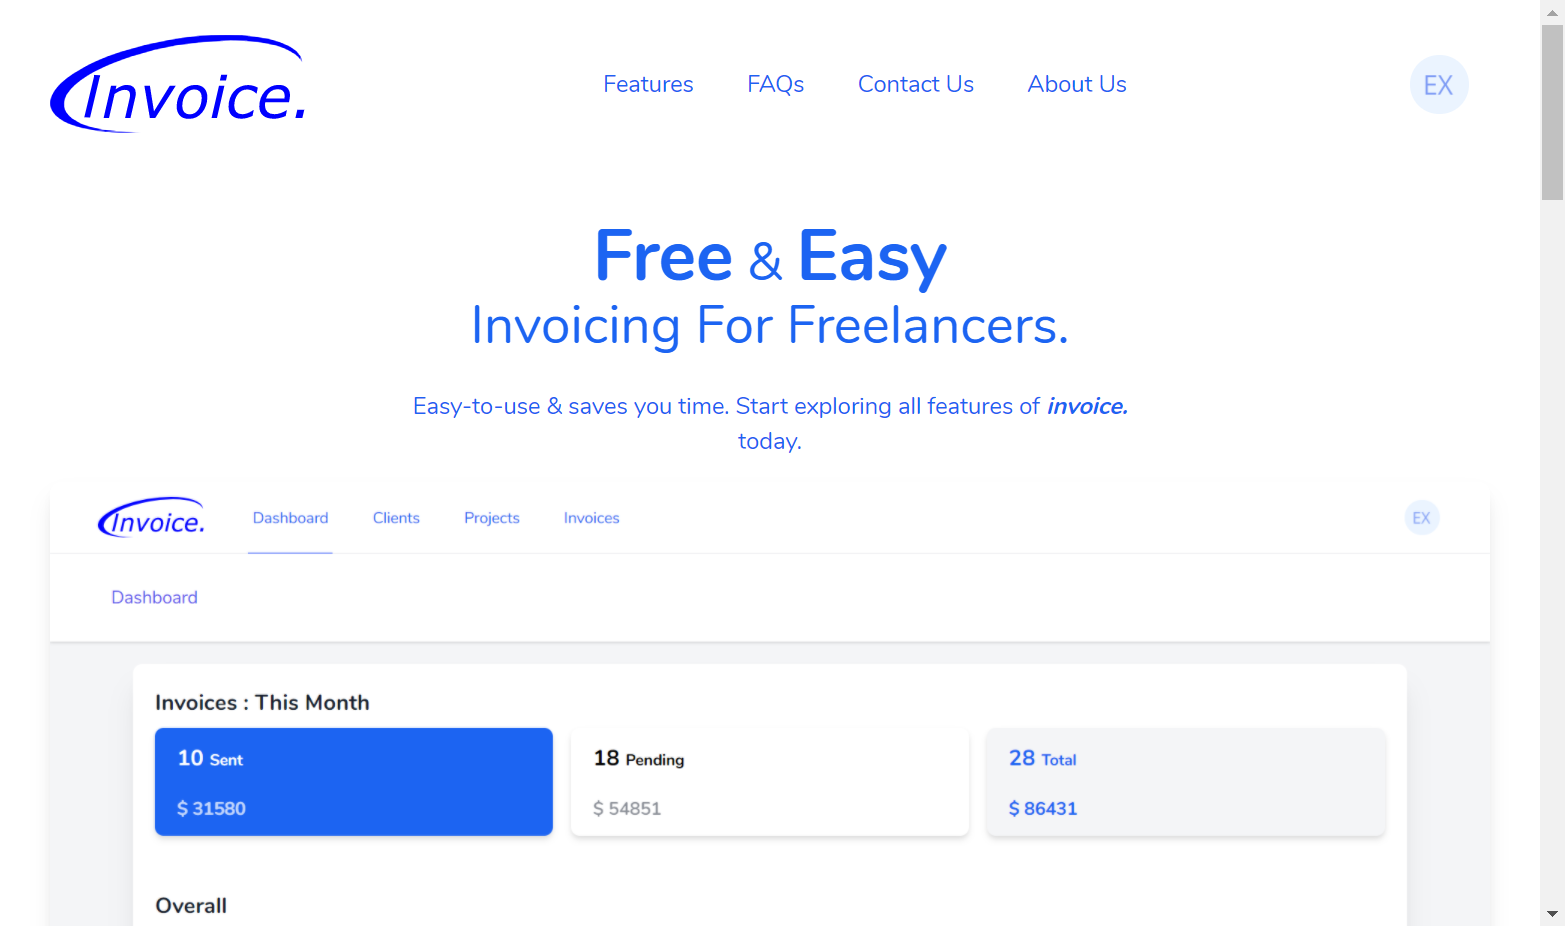 Invoice.
Features FAQs Contact Us About Us
EX
Free & Easy
Invoicing For Freelancers.
Easy-to-use & saves you time. Start exploring all features of invoice.
today.
Invoice. Dashboard Clients Projects Invoices EX
Dashboard
Invoices : This Month
10 Sent
$ 31580
18 Pending
$ 54851
28 Total
$ 86431
Overall